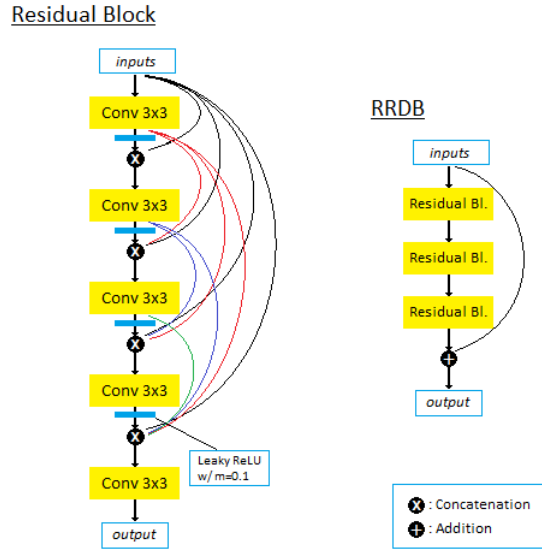 Residual Block
inputs
Conv 3x3
X
Conv 3x3
X
Conv 3x3
X
Conv 3x3
X
Leaky ReLU
w/ m=0.1
Conv 3x3
output
RRDB
inputs
Residual Bl.
Residual Bl.
Residual Bl.
+
output
X : Concatenation
+ : Addition